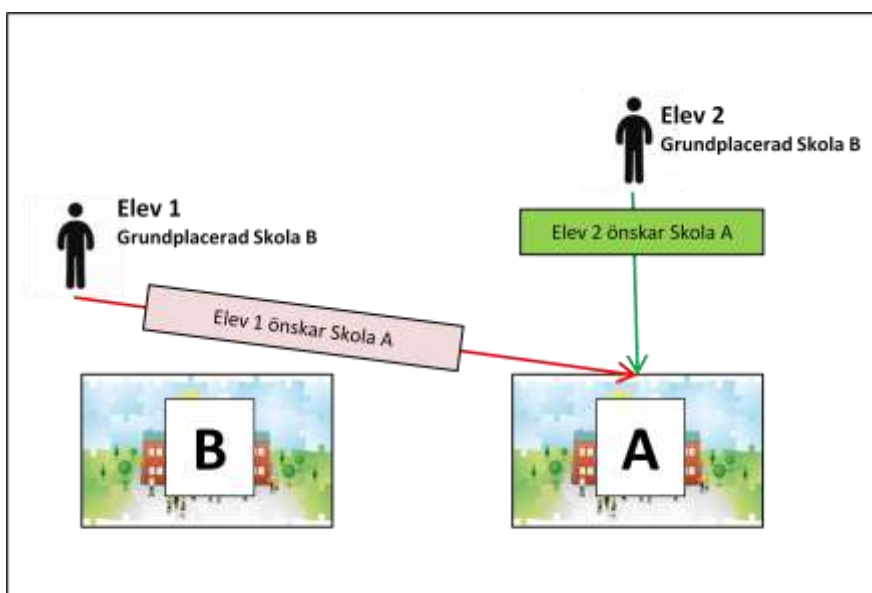 Elev 2
Grundplacerad Skola B
Elev 2 önskar Skola A
Elev 1
Grundplacerad Skola B
Elev 1 önskar Skola A
B
A